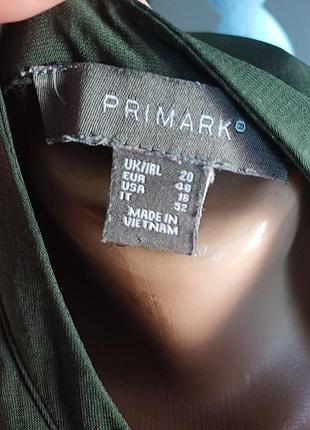 PRIMARK®
UK/IRL 20
EUR 48
USA 16
IT 52
MADE IN
VIETNAM